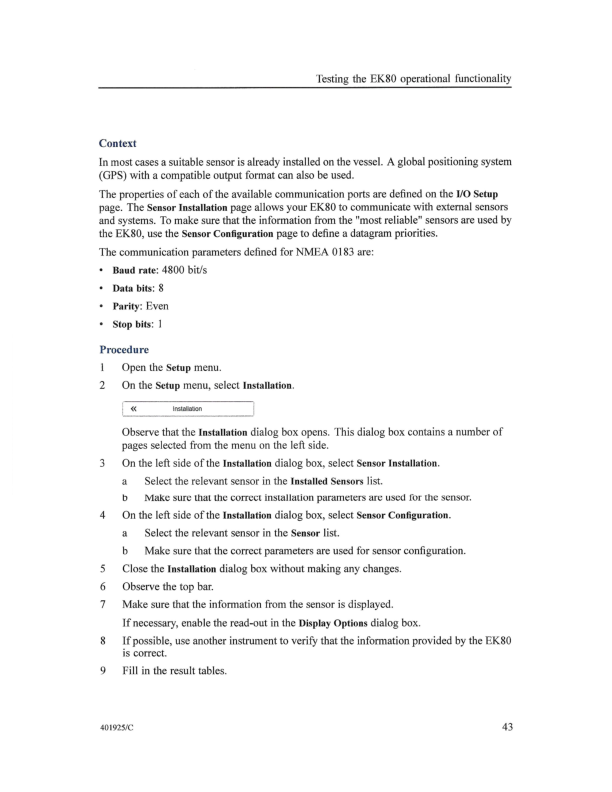 Testing the EK80 operational functionality
Context
In most cases a suitable sensor is already installed on the vessel. A global positioning system
(GPS) with a compatible output format can also be used.
The properties of each of the available communication ports are defined on the I/O Setup
page. The Sensor Installation page allows your EK80 to communicate with external sensors
and systems. To make sure that the information from the "most reliable" sensors are used by
the EK80, use the Sensor Configuration page to define a datagram priorities.
The communication parameters defined for NMEA 0183 are:
• Baud rate: 4800 bit/s
• Data bits: 8
• Parity: Even
• Stop bits: 1
Procedure
1 Open the Setup menu.
2 On the Setup menu, select Installation.
« Installation
Observe that the Installation dialog box opens. This dialog box contains a number of
pages selected from the menu on the left side.
3 On the left side of the Installation dialog box, select Sensor Installation.
a Select the relevant sensor in the Installed Sensors list.
b Make sure that the correct installation parameters are used for the sensor.
4 On the left side of the Installation dialog box, select Sensor Configuration.
a Select the relevant sensor in the Sensor list.
b Make sure that the correct parameters are used for sensor configuration.
5 Close the Installation dialog box without making any changes.
6 Observe the top bar.
7 Make sure that the information from the sensor is displayed.
If necessary, enable the read-out in the Display Options dialog box.
8 If possible, use another instrument to verify that the information provided by the EK80
is correct.
9 Fill in the result tables.
401925/C 43